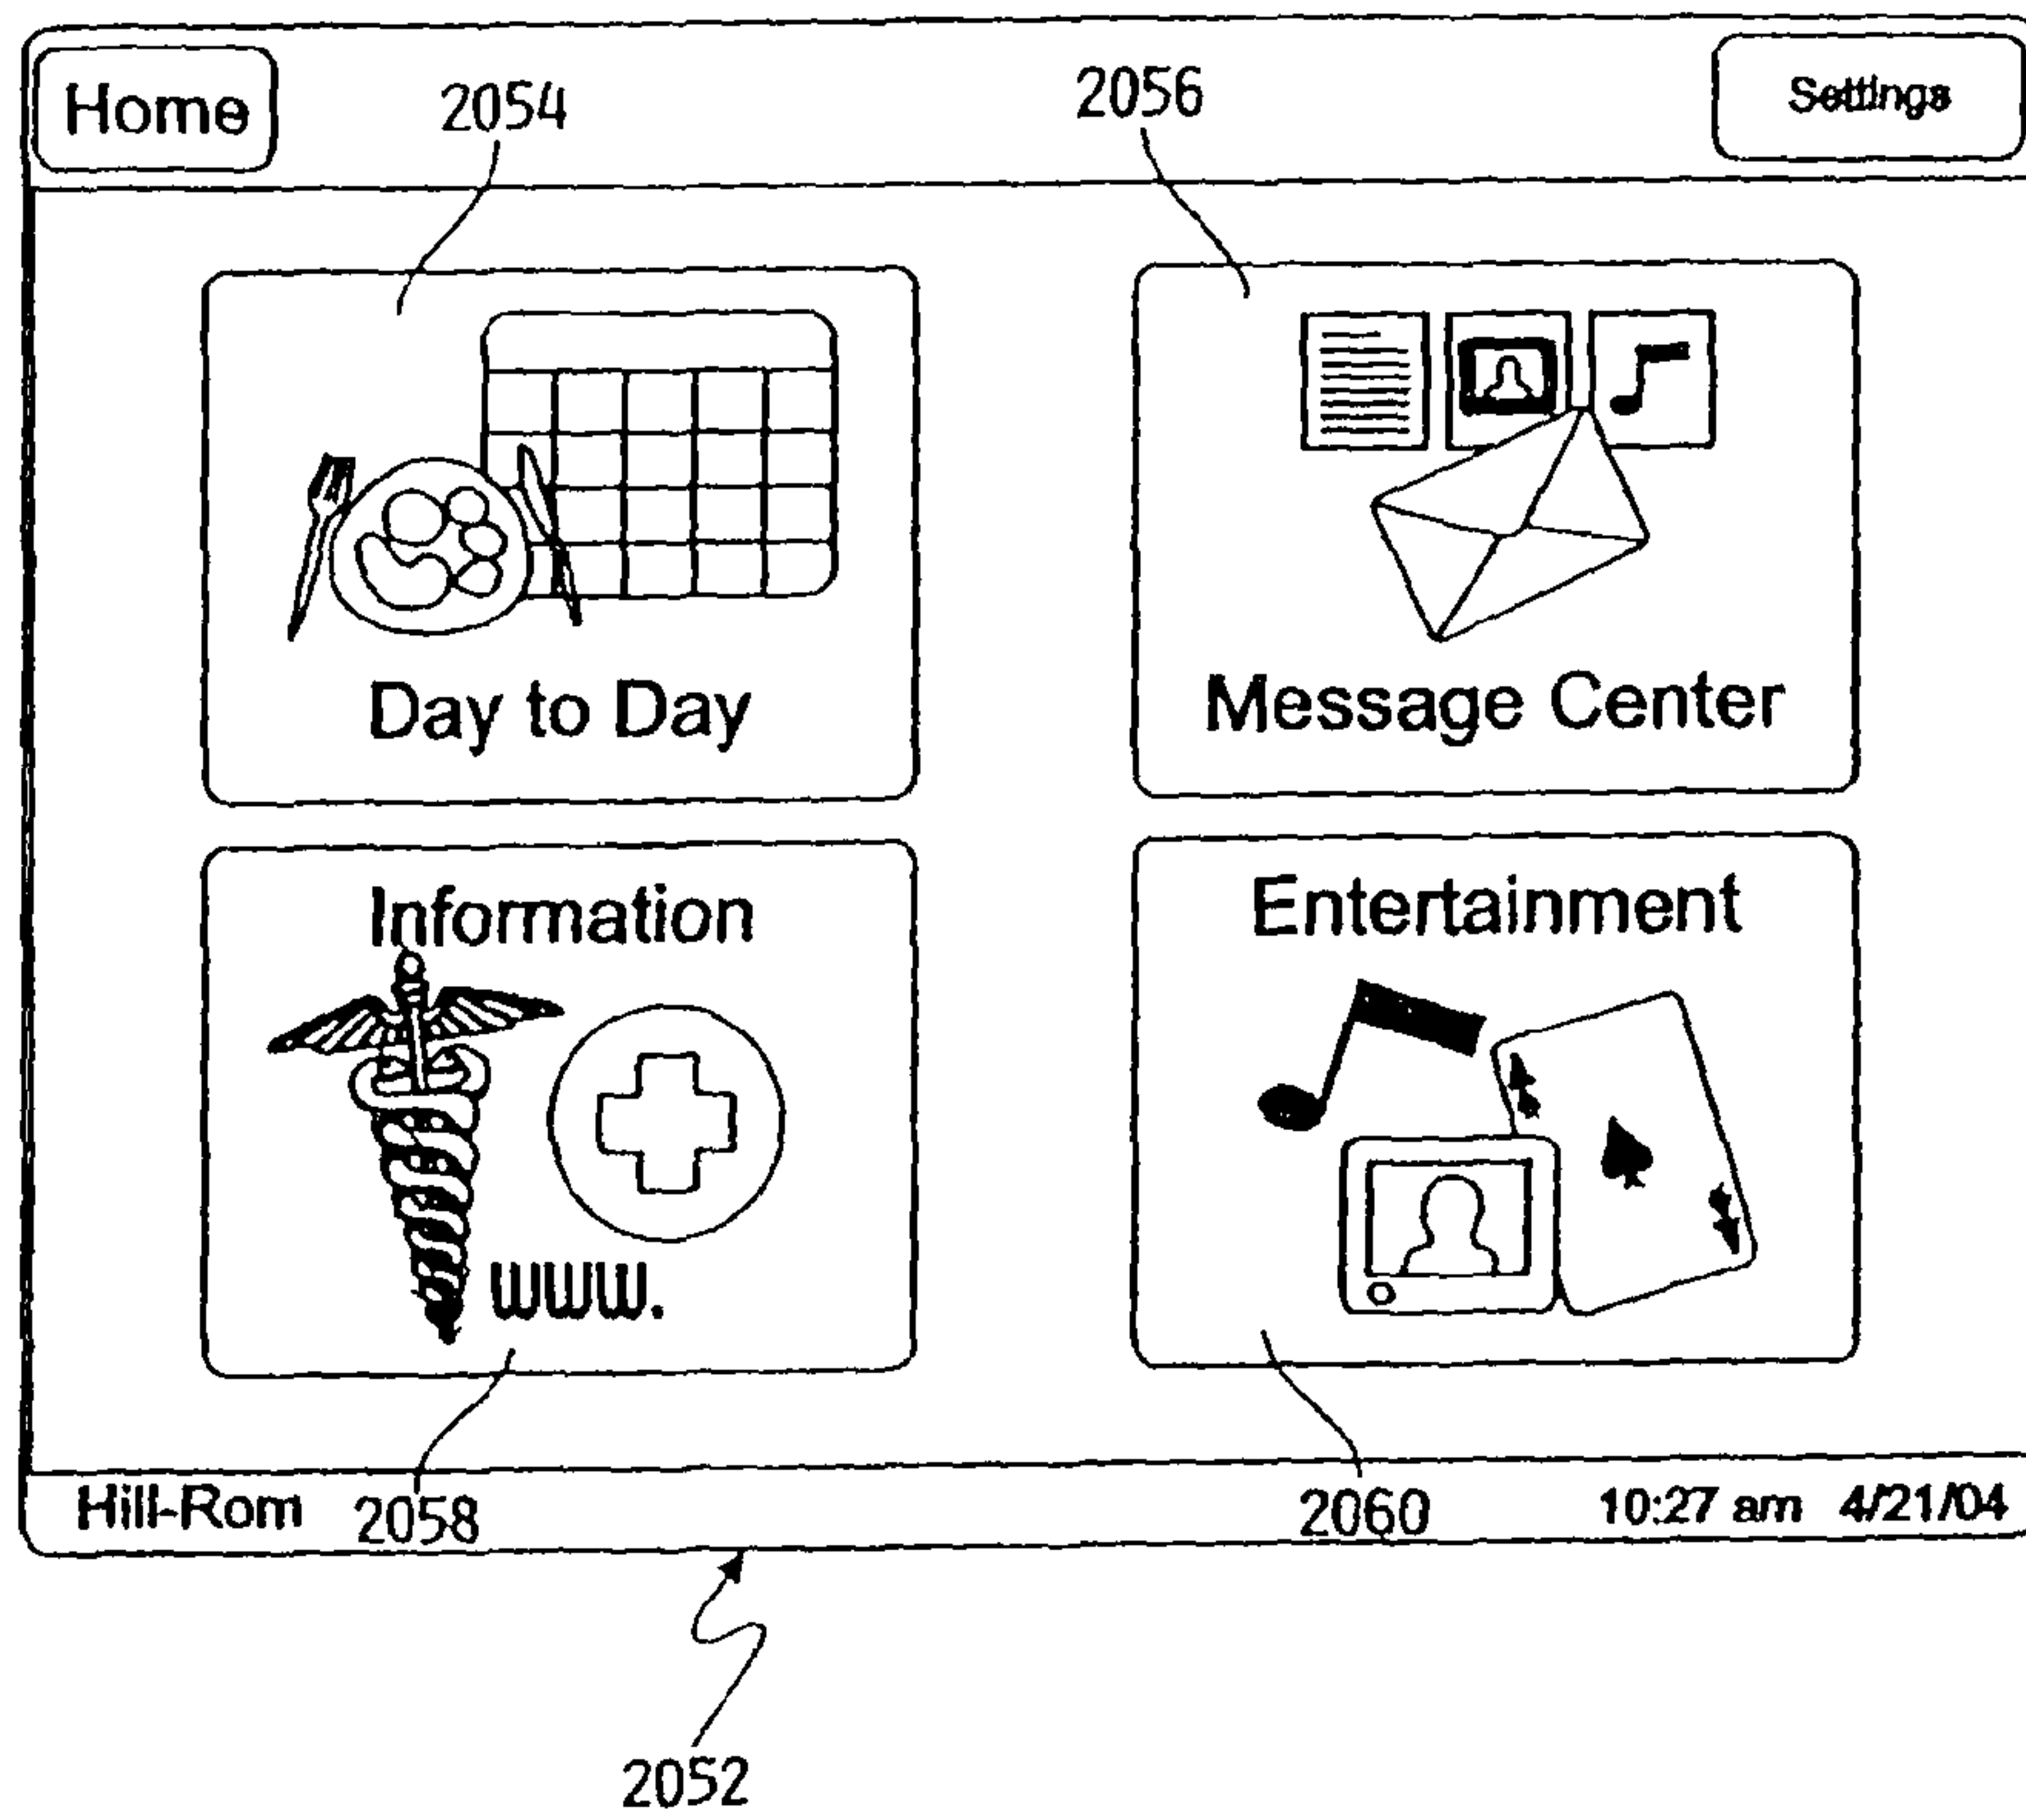 Home 2054 2056 Settings
Day to Day
Message Center
Information
www.
Entertainment
Hill-Rom 2058 2060 10:27 am 4/21/04
2052